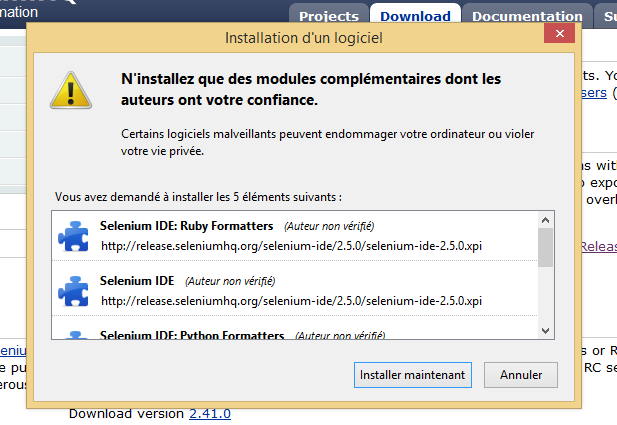 mation
Projects Download Documentation
Installation d'un logiciel
N'installez que des modules complémentaires dont les
auteurs ont votre confiance.
Certains logiciels malveillants peuvent endommager votre ordinateur ou violer
votre vie privée.
Vous avez demandé à installer les 5 éléments suivants :
Selenium IDE: Ruby Formatters (Auteur non vérifié)
http://release.seleniumhq.org/selenium-ide/2.5.0/selenium-ide-2.5.0.xpi
Selenium IDE (Auteur non vérifié)
http://release.seleniumhq.org/selenium-ide/2.5.0/selenium-ide-2.5.0.xpi
Selenium IDE: Python Formatters (Auteur non vérifié)
Installer maintenant Annuler
ts. Yo
sers (
s wit
expo
overl
Releas
eleniu s or R
e pu RC se
erous
Download version 2.41.0